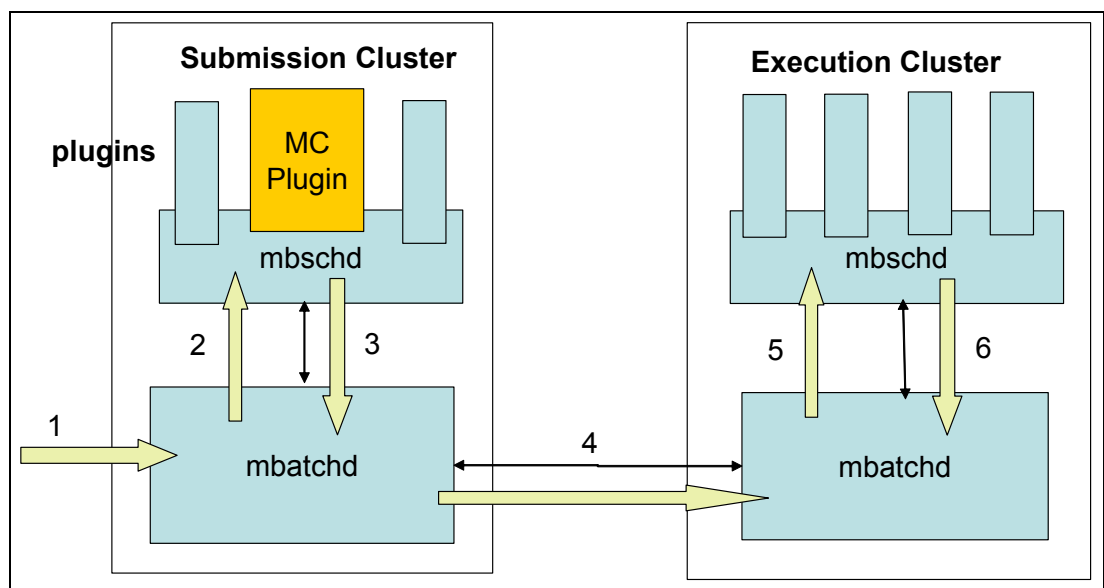 Submission Cluster
Execution Cluster
plugins
MC
Plugin
mbschd
mbschd
2
3
5
6
1
4
mbatchd
mbatchd